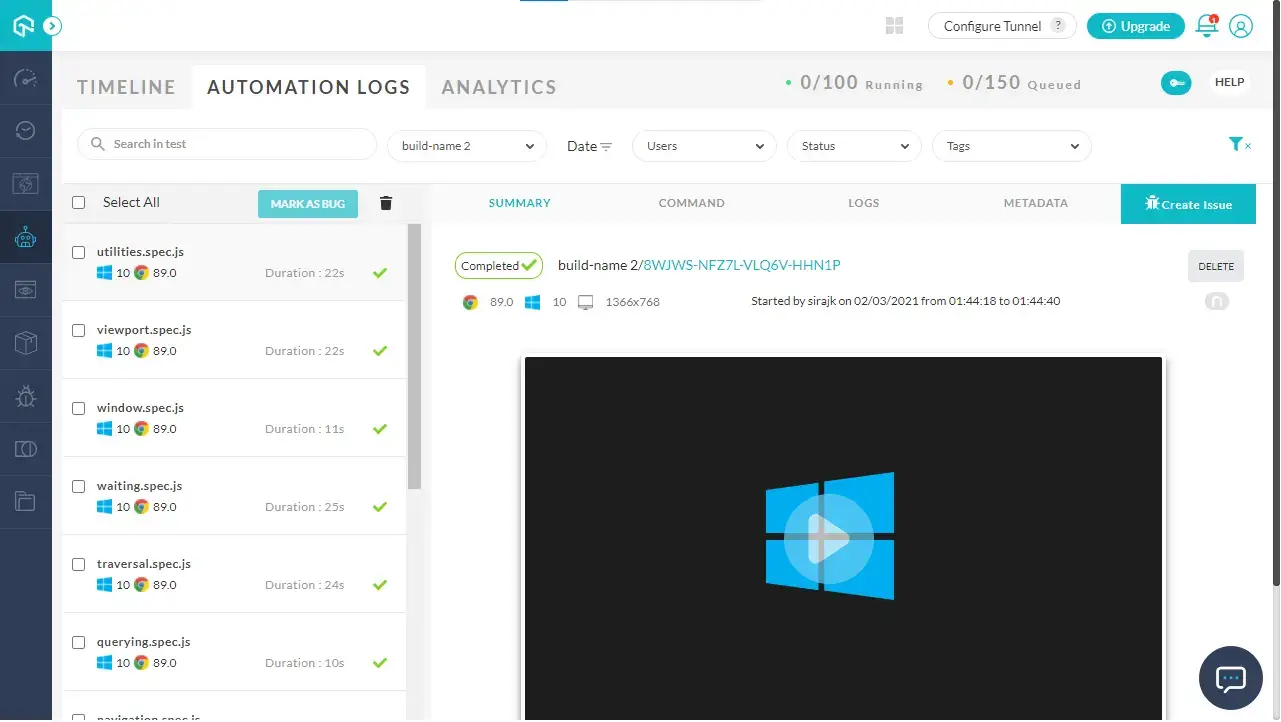 Configure Tunnel ?
Upgrade
1
TIMELINE
AUTOMATION LOGS
ANALYTICS
0/100 Running
0/150 Queued
HELP
Search in test
build-name 2
Date
Users
Status
Tags
Select All
MARK AS BUG
SUMMARY
COMMAND
LOGS
METADATA
Create Issue
utilities.spec.js
10 89.0 Duration : 22s
viewport.spec.js
10 89.0 Duration : 22s
window.spec.js
10 89.0 Duration : 11s
waiting.spec.js
10 89.0 Duration : 25s
traversal.spec.js
10 89.0 Duration : 24s
querying.spec.js
10 89.0 Duration : 10s
navigation.spec.js
Completed
build-name 2/8WJWS-NFZ7L-VLQ6V-HHN1P
DELETE
89.0 10 1366x768
Started by sirajk on 02/03/2021 from 01:44:18 to 01:44:40